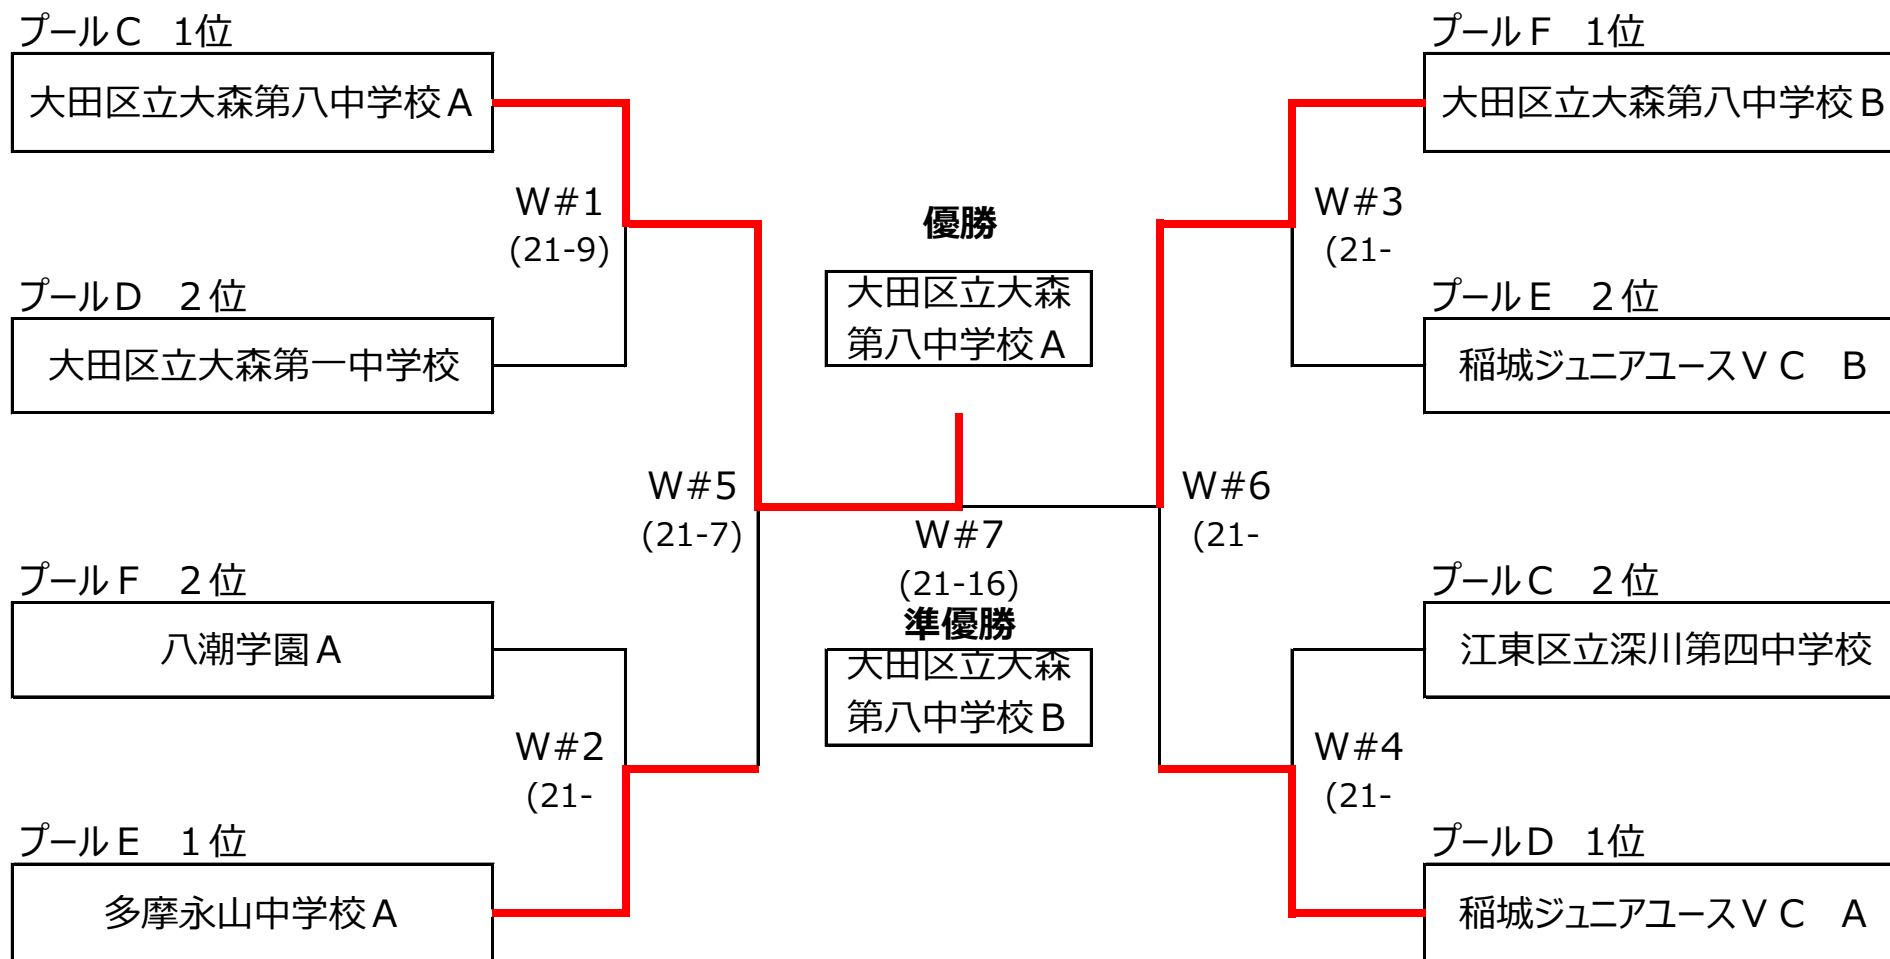 プールC 1位
大田区立大森第八中学校A
W#1
(21-9)
プールD 2位
大田区立大森第一中学校
W#5
(21-7)
プールF 2位
八潮学園A
W#2
(21-
プールE 1位
多摩永山中学校A
優勝
大田区立大森
第八中学校A
W#7
(21-16)
準優勝
大田区立大森
第八中学校B
プールF 1位
大田区立大森第八中学校B
W#3
(21-
プールE 2位
稲城ジュニアユースVC B
W#6
(21-
プールC 2位
江東区立深川第四中学校
W#4
(21-
プールD 1位
稲城ジュニアユースVC A